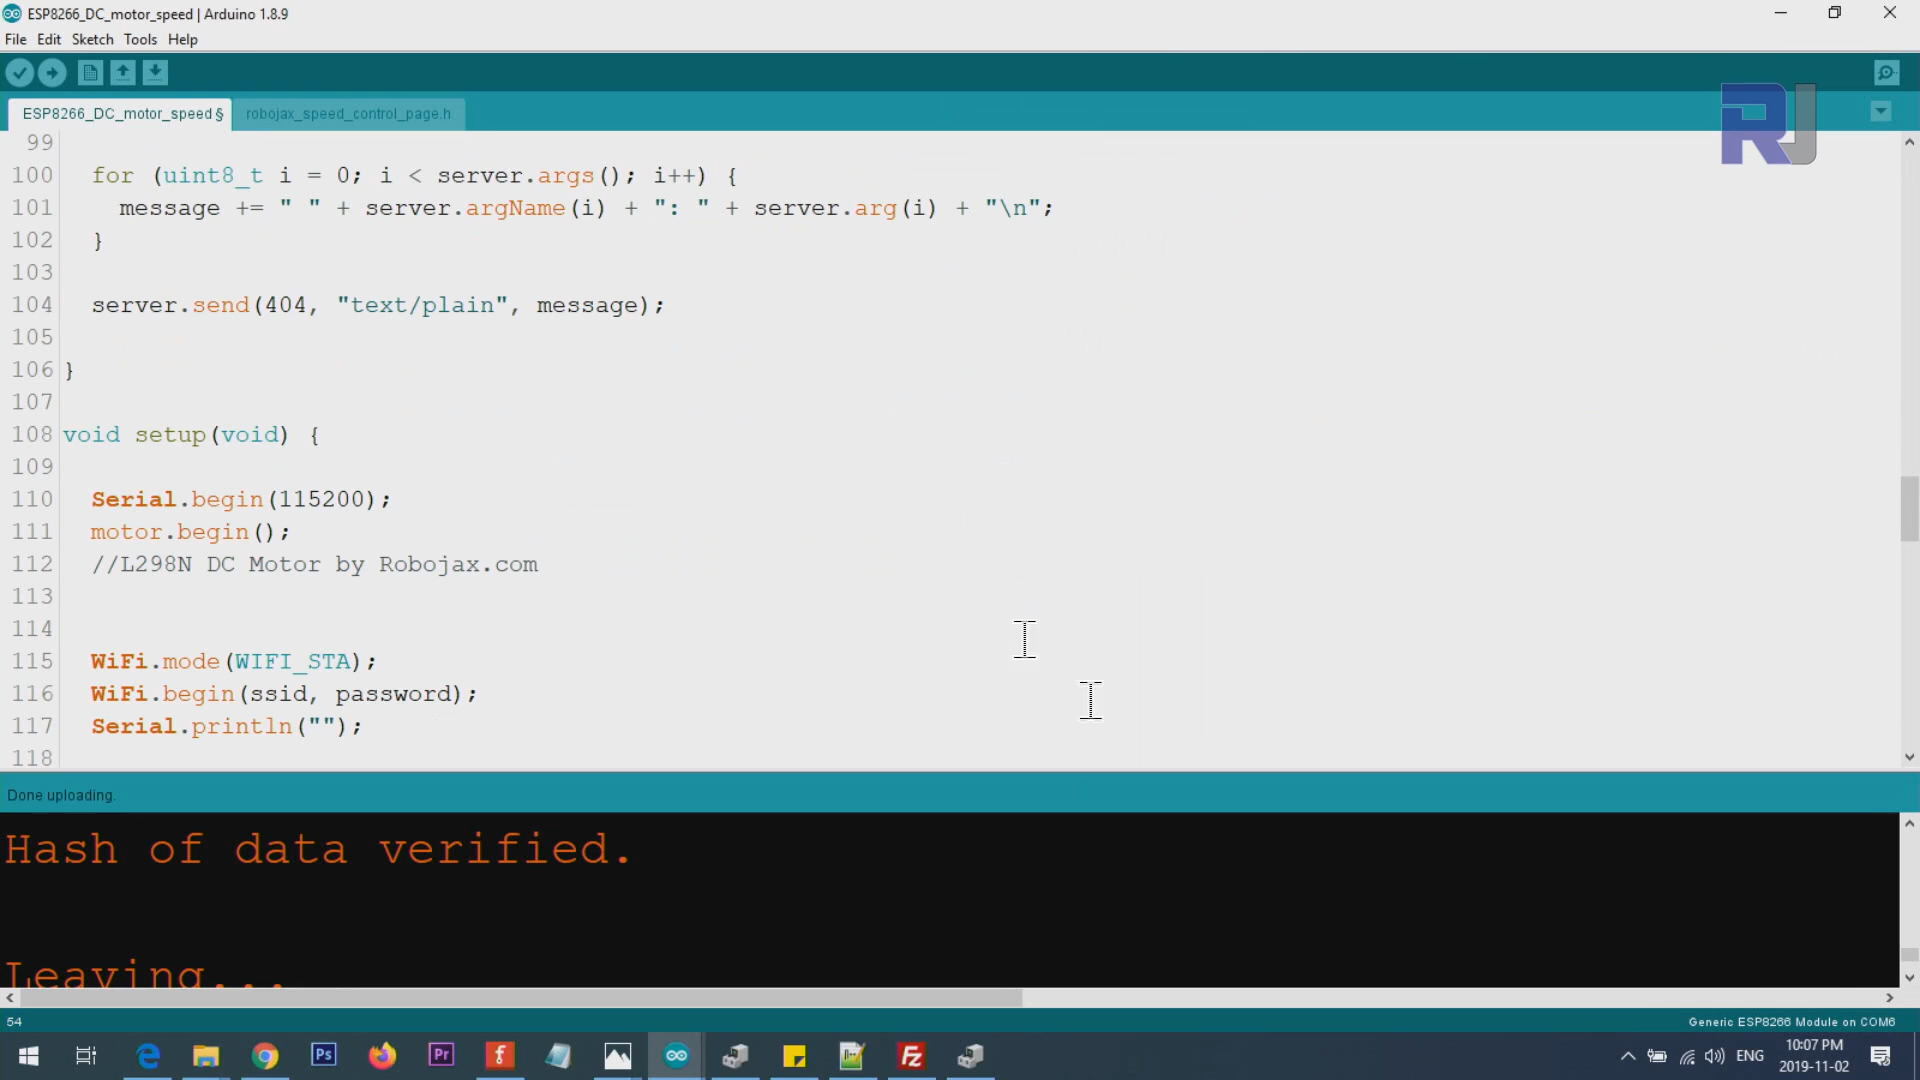 ESP8266_DC_motor_speed | Arduino 1.8.9
File Edit Sketch Tools Help
ESP8266_DC_motor_speed § robojax_speed_control_page.h
RJ
99
100 for (uint8_t i = 0; i < server.args(); i++) {
101 message += " " + server.argName(i) + ": " + server.arg(i) + "\n";
102 }
103
104 server.send(404, "text/plain", message);
105
106 }
107
108 void setup(void) {
109
110 Serial.begin(115200);
111 motor.begin();
112 //L298N DC Motor by Robojax.com
113
114
115 WiFi.mode(WIFI_STA);
116 WiFi.begin(ssid, password);
117 Serial.println("");
118
Done uploading.
Hash of data verified.
Leaving...
54 Generic ESP8266 Module on COM6
Ps Pr f Fz ENG 10:07 PM
2019-11-02